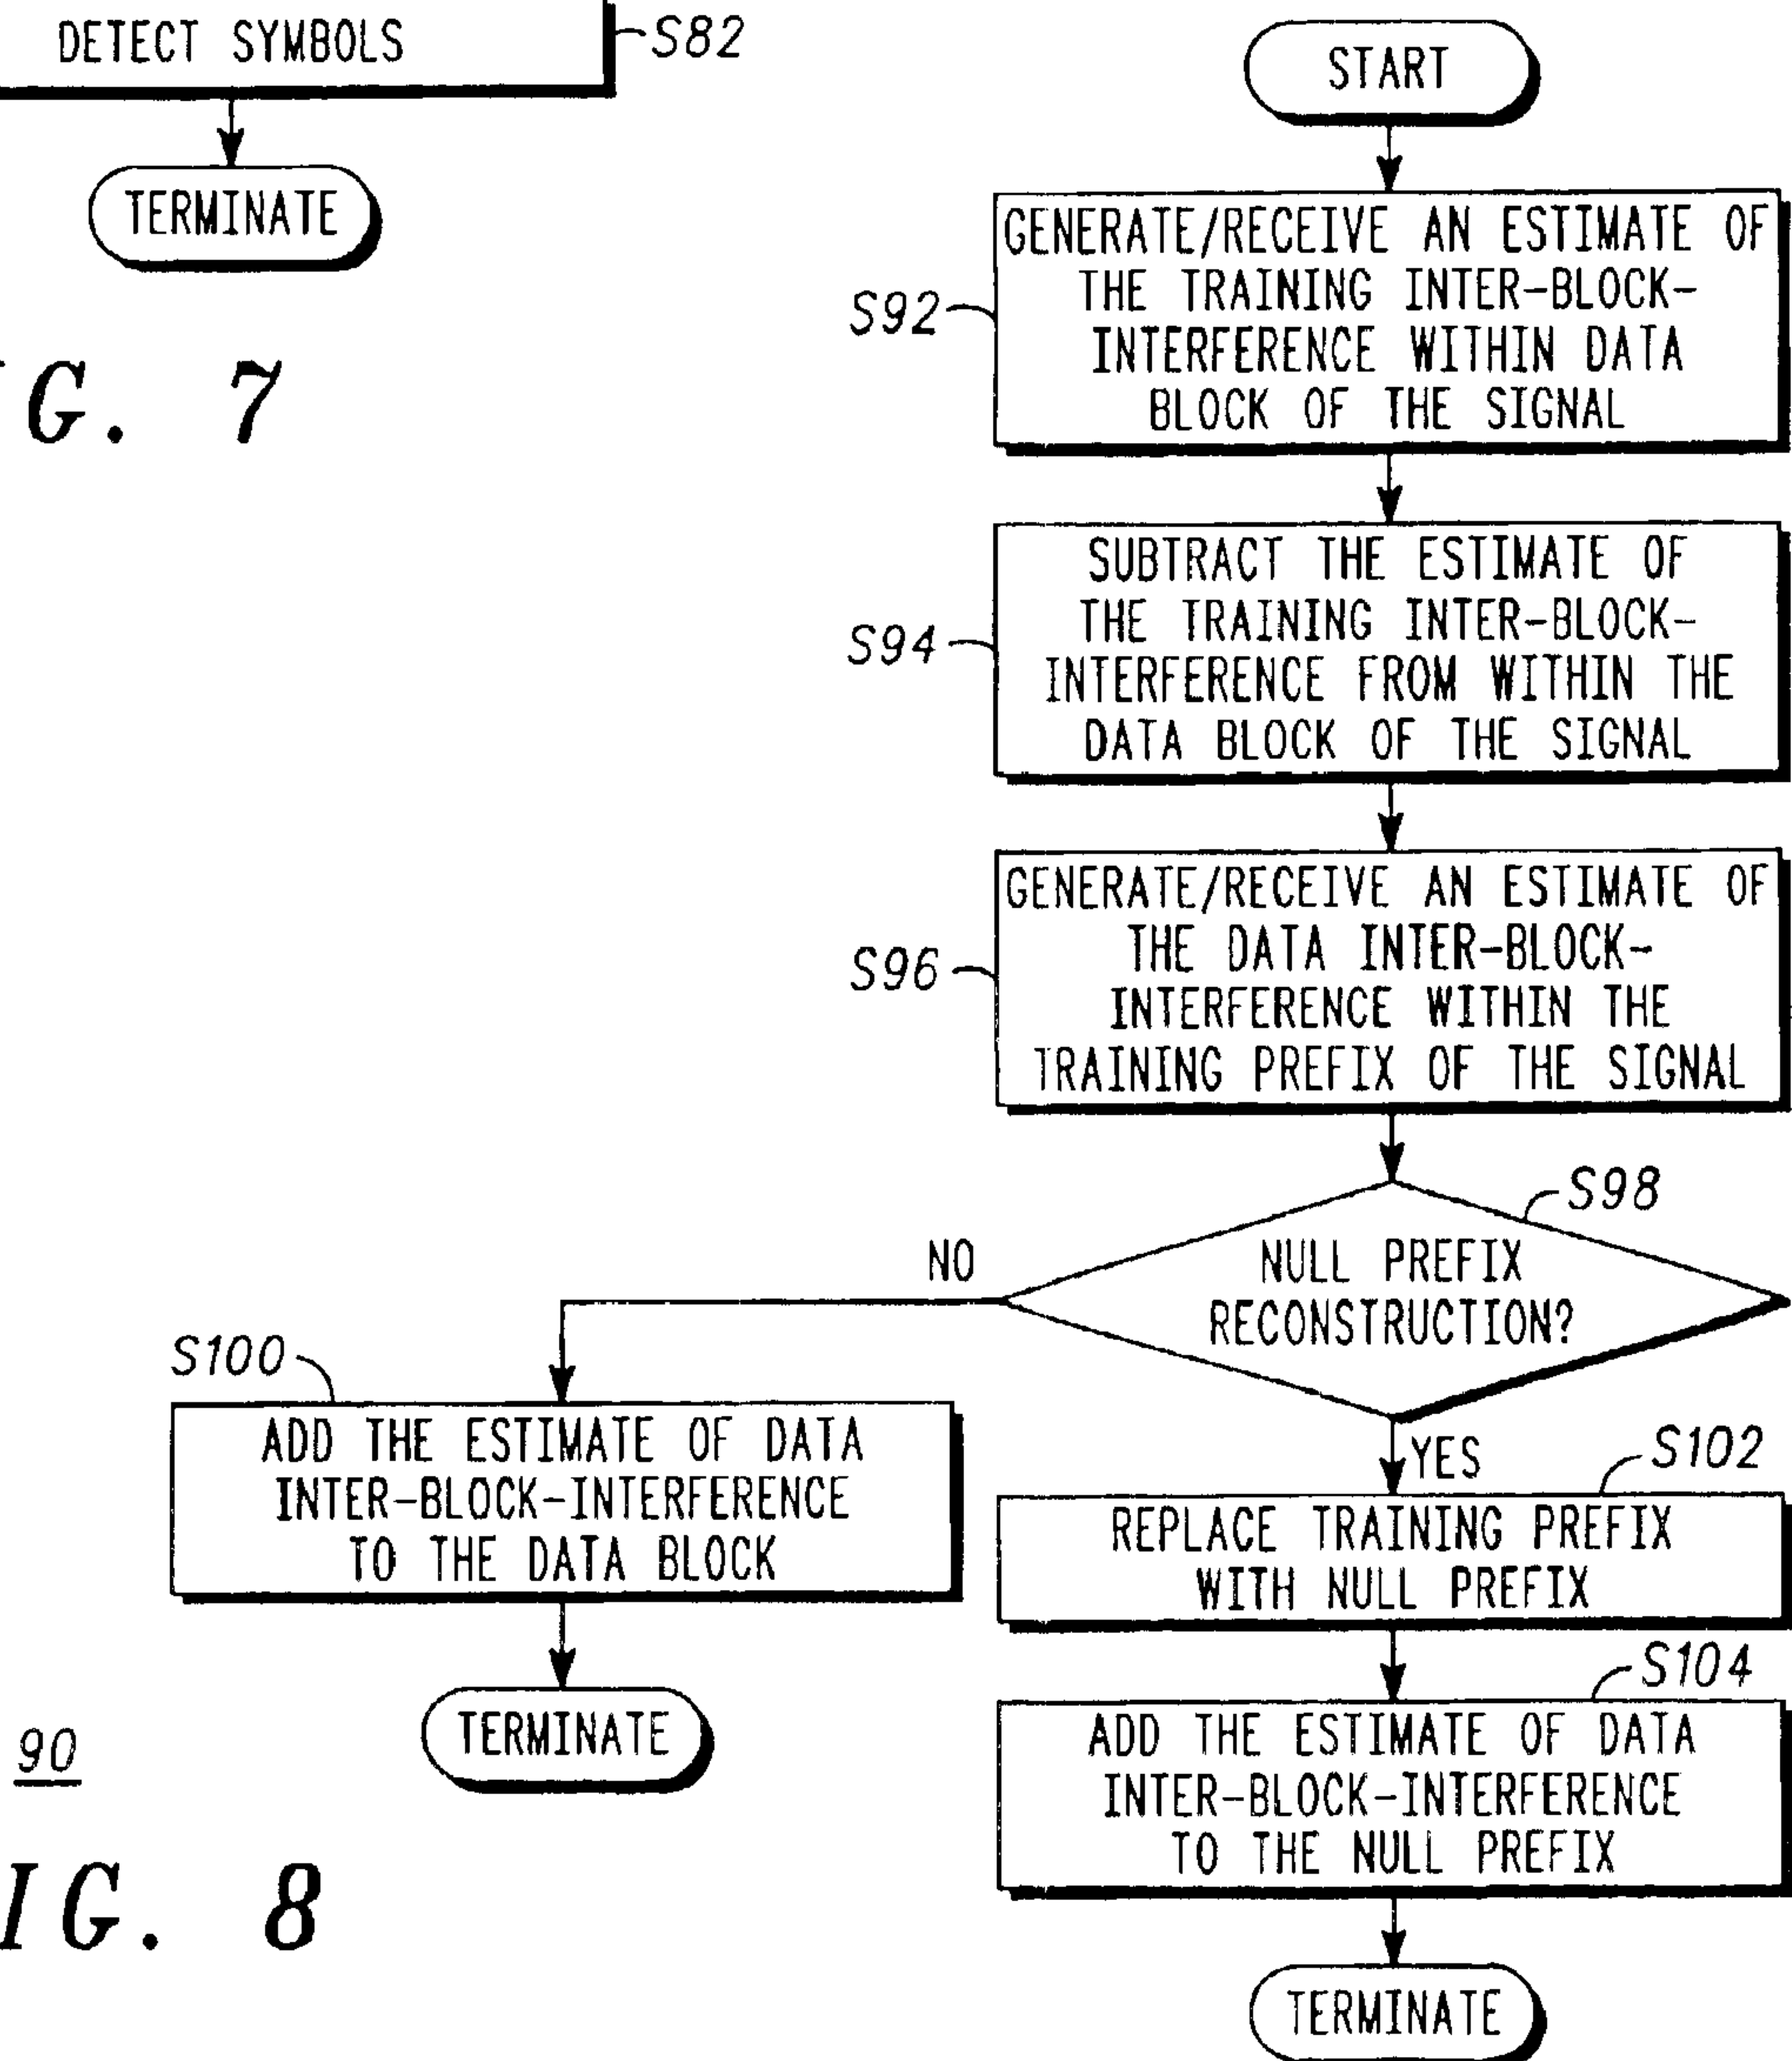 DETECT SYMBOLS
S82
TERMINATE
G. 7
START
GENERATE/RECEIVE AN ESTIMATE OF
THE TRAINING INTER-BLOCK-
INTERFERENCE WITHIN DATA
BLOCK OF THE SIGNAL
S92
SUBTRACT THE ESTIMATE OF
THE TRAINING INTER-BLOCK-
INTERFERENCE FROM WITHIN THE
DATA BLOCK OF THE SIGNAL
S94
GENERATE/RECEIVE AN ESTIMATE OF
THE DATA INTER-BLOCK-
INTERFERENCE WITHIN THE
TRAINING PREFIX OF THE SIGNAL
S96
S98
NULL PREFIX
RECONSTRUCTION?
NO
S100
ADD THE ESTIMATE OF DATA
INTER-BLOCK-INTERFERENCE
TO THE DATA BLOCK
TERMINATE
YES
S102
REPLACE TRAINING PREFIX
WITH NULL PREFIX
S104
ADD THE ESTIMATE OF DATA
INTER-BLOCK-INTERFERENCE
TO THE NULL PREFIX
TERMINATE
90
IG. 8